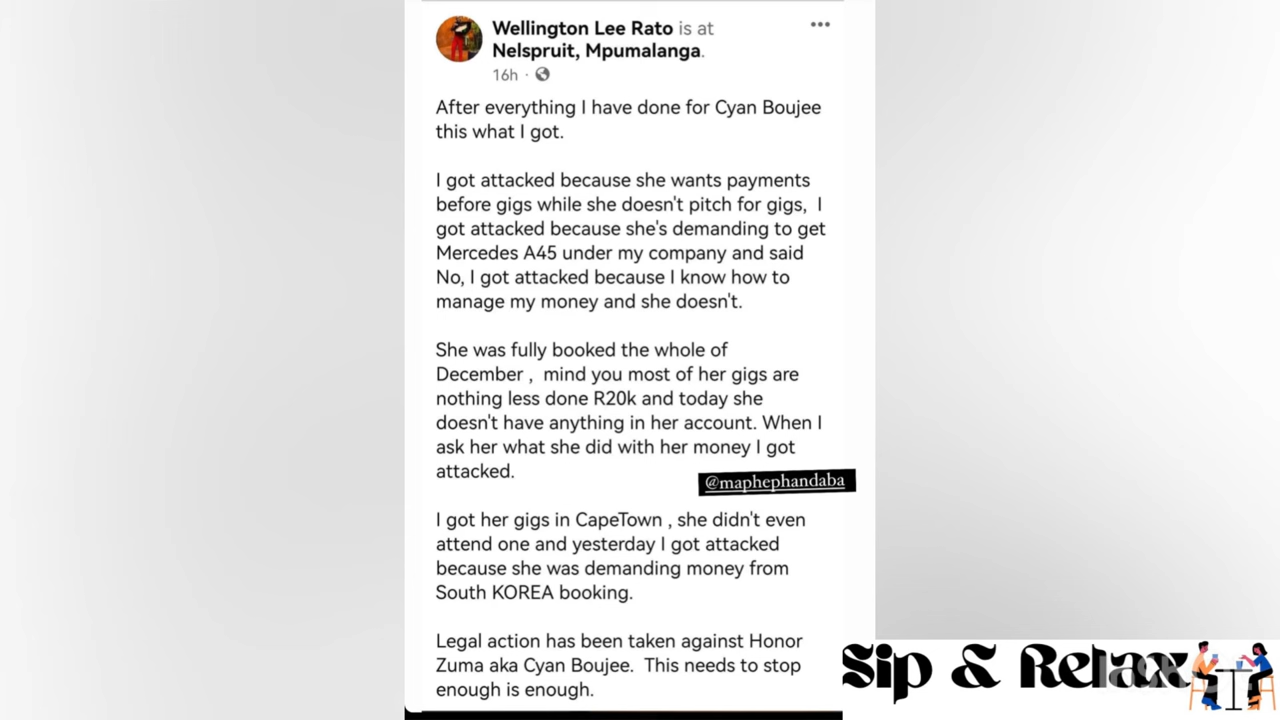 Wellington Lee Rato is at
Nelspruit, Mpumalanga.
16h ·
After everything I have done for Cyan Boujee
this what I got.
I got attacked because she wants payments
before gigs while she doesn't pitch for gigs, I
got attacked because she's demanding to get
Mercedes A45 under my company and said
No, I got attacked because I know how to
manage my money and she doesn't.
She was fully booked the whole of
December , mind you most of her gigs are
nothing less done R20k and today she
doesn't have anything in her account. When I
ask her what she did with her money I got
attacked.
@maphephandaba
I got her gigs in CapeTown , she didn't even
attend one and yesterday I got attacked
because she was demanding money from
South KOREA booking.
Legal action has been taken against Honor
Zuma aka Cyan Boujee. This needs to stop
enough is enough.
Sip & Relax